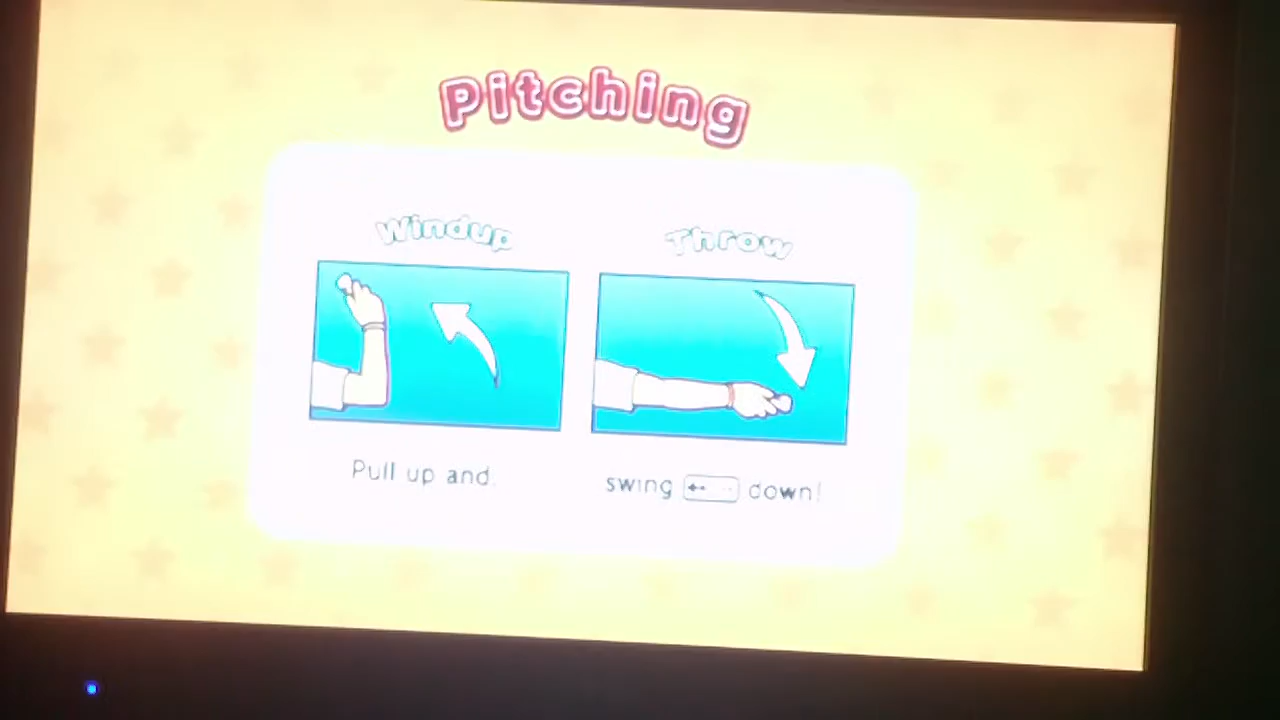 Pitching
Windup
Throw
Pull up and
swing down!